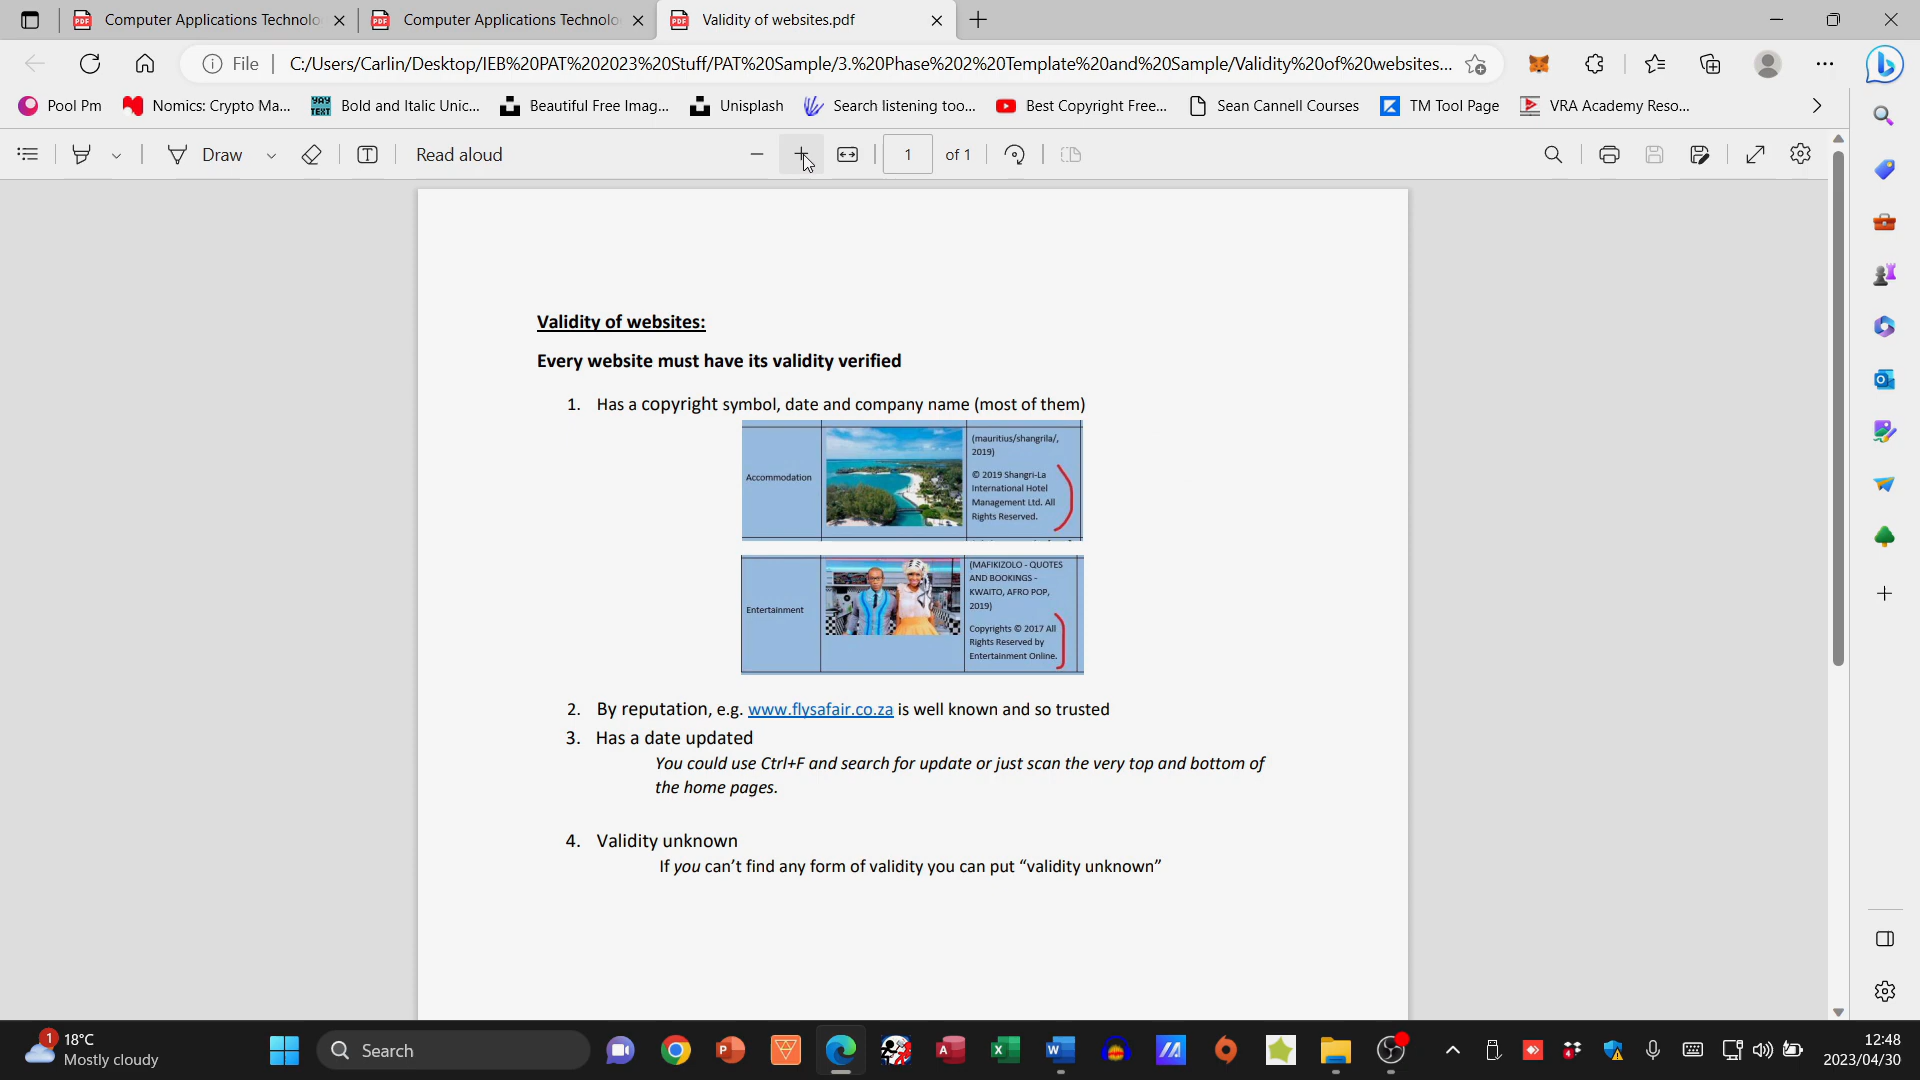 Computer Applications Technolo
Computer Applications Technolo
Validity of websites.pdf
File
C:/Users/Carlin/Desktop/IEB%20PAT%202023%20Stuff/PAT%20Sample/3.%20Phase%202%20Template%20and%20Sample/Validity%20of%20websites...
Pool Pm
Nomics: Crypto Ma...
Bold and Italic Unic...
Beautiful Free Imag...
Unisplash
Search listening too...
Best Copyright Free...
Sean Cannell Courses
TM Tool Page
VRA Academy Reso...
Draw
Read aloud
1
of 1
Validity of websites:
Every website must have its validity verified
1. Has a copyright symbol, date and company name (most of them)
Accommodation
(mauritius/shangrila/,
2019)
© 2019 Shangri-La
International Hotel
Management Ltd. All
Rights Reserved.
Entertainment
(MAFIKIZOLO - QUOTES
AND BOOKINGS -
KWAITO, AFRO POP,
2019)
Copyrights © 2017 All
Rights Reserved by
Entertainment Online.
2. By reputation, e.g. www.flysafair.co.za is well known and so trusted
3. Has a date updated
You could use Ctrl+F and search for update or just scan the very top and bottom of
the home pages.
4. Validity unknown
If you can't find any form of validity you can put “validity unknown”
1
18°C
Mostly cloudy
Search
12:48
2023/04/30